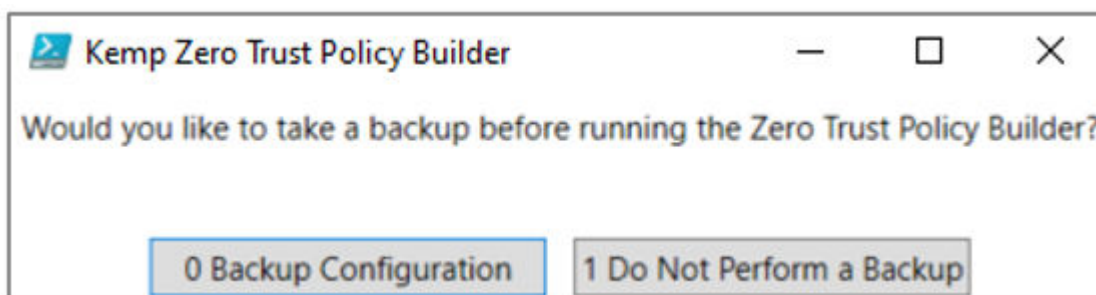 Kemp Zero Trust Policy Builder
Would you like to take a backup before running the Zero Trust Policy Builder?
0 Backup Configuration 1 Do Not Perform a Backup